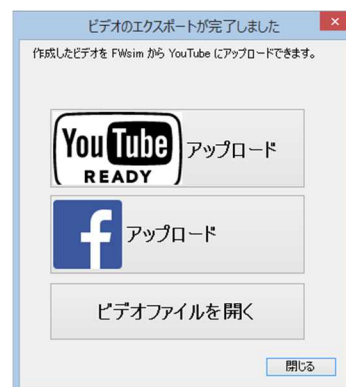 ビデオのエクスポートが完了しました
×
作成したビデオを FWsim から YouTube にアップロードできます。
YouTube
READY
アップロード
f
アップロード
ビデオファイルを開く
閉じる